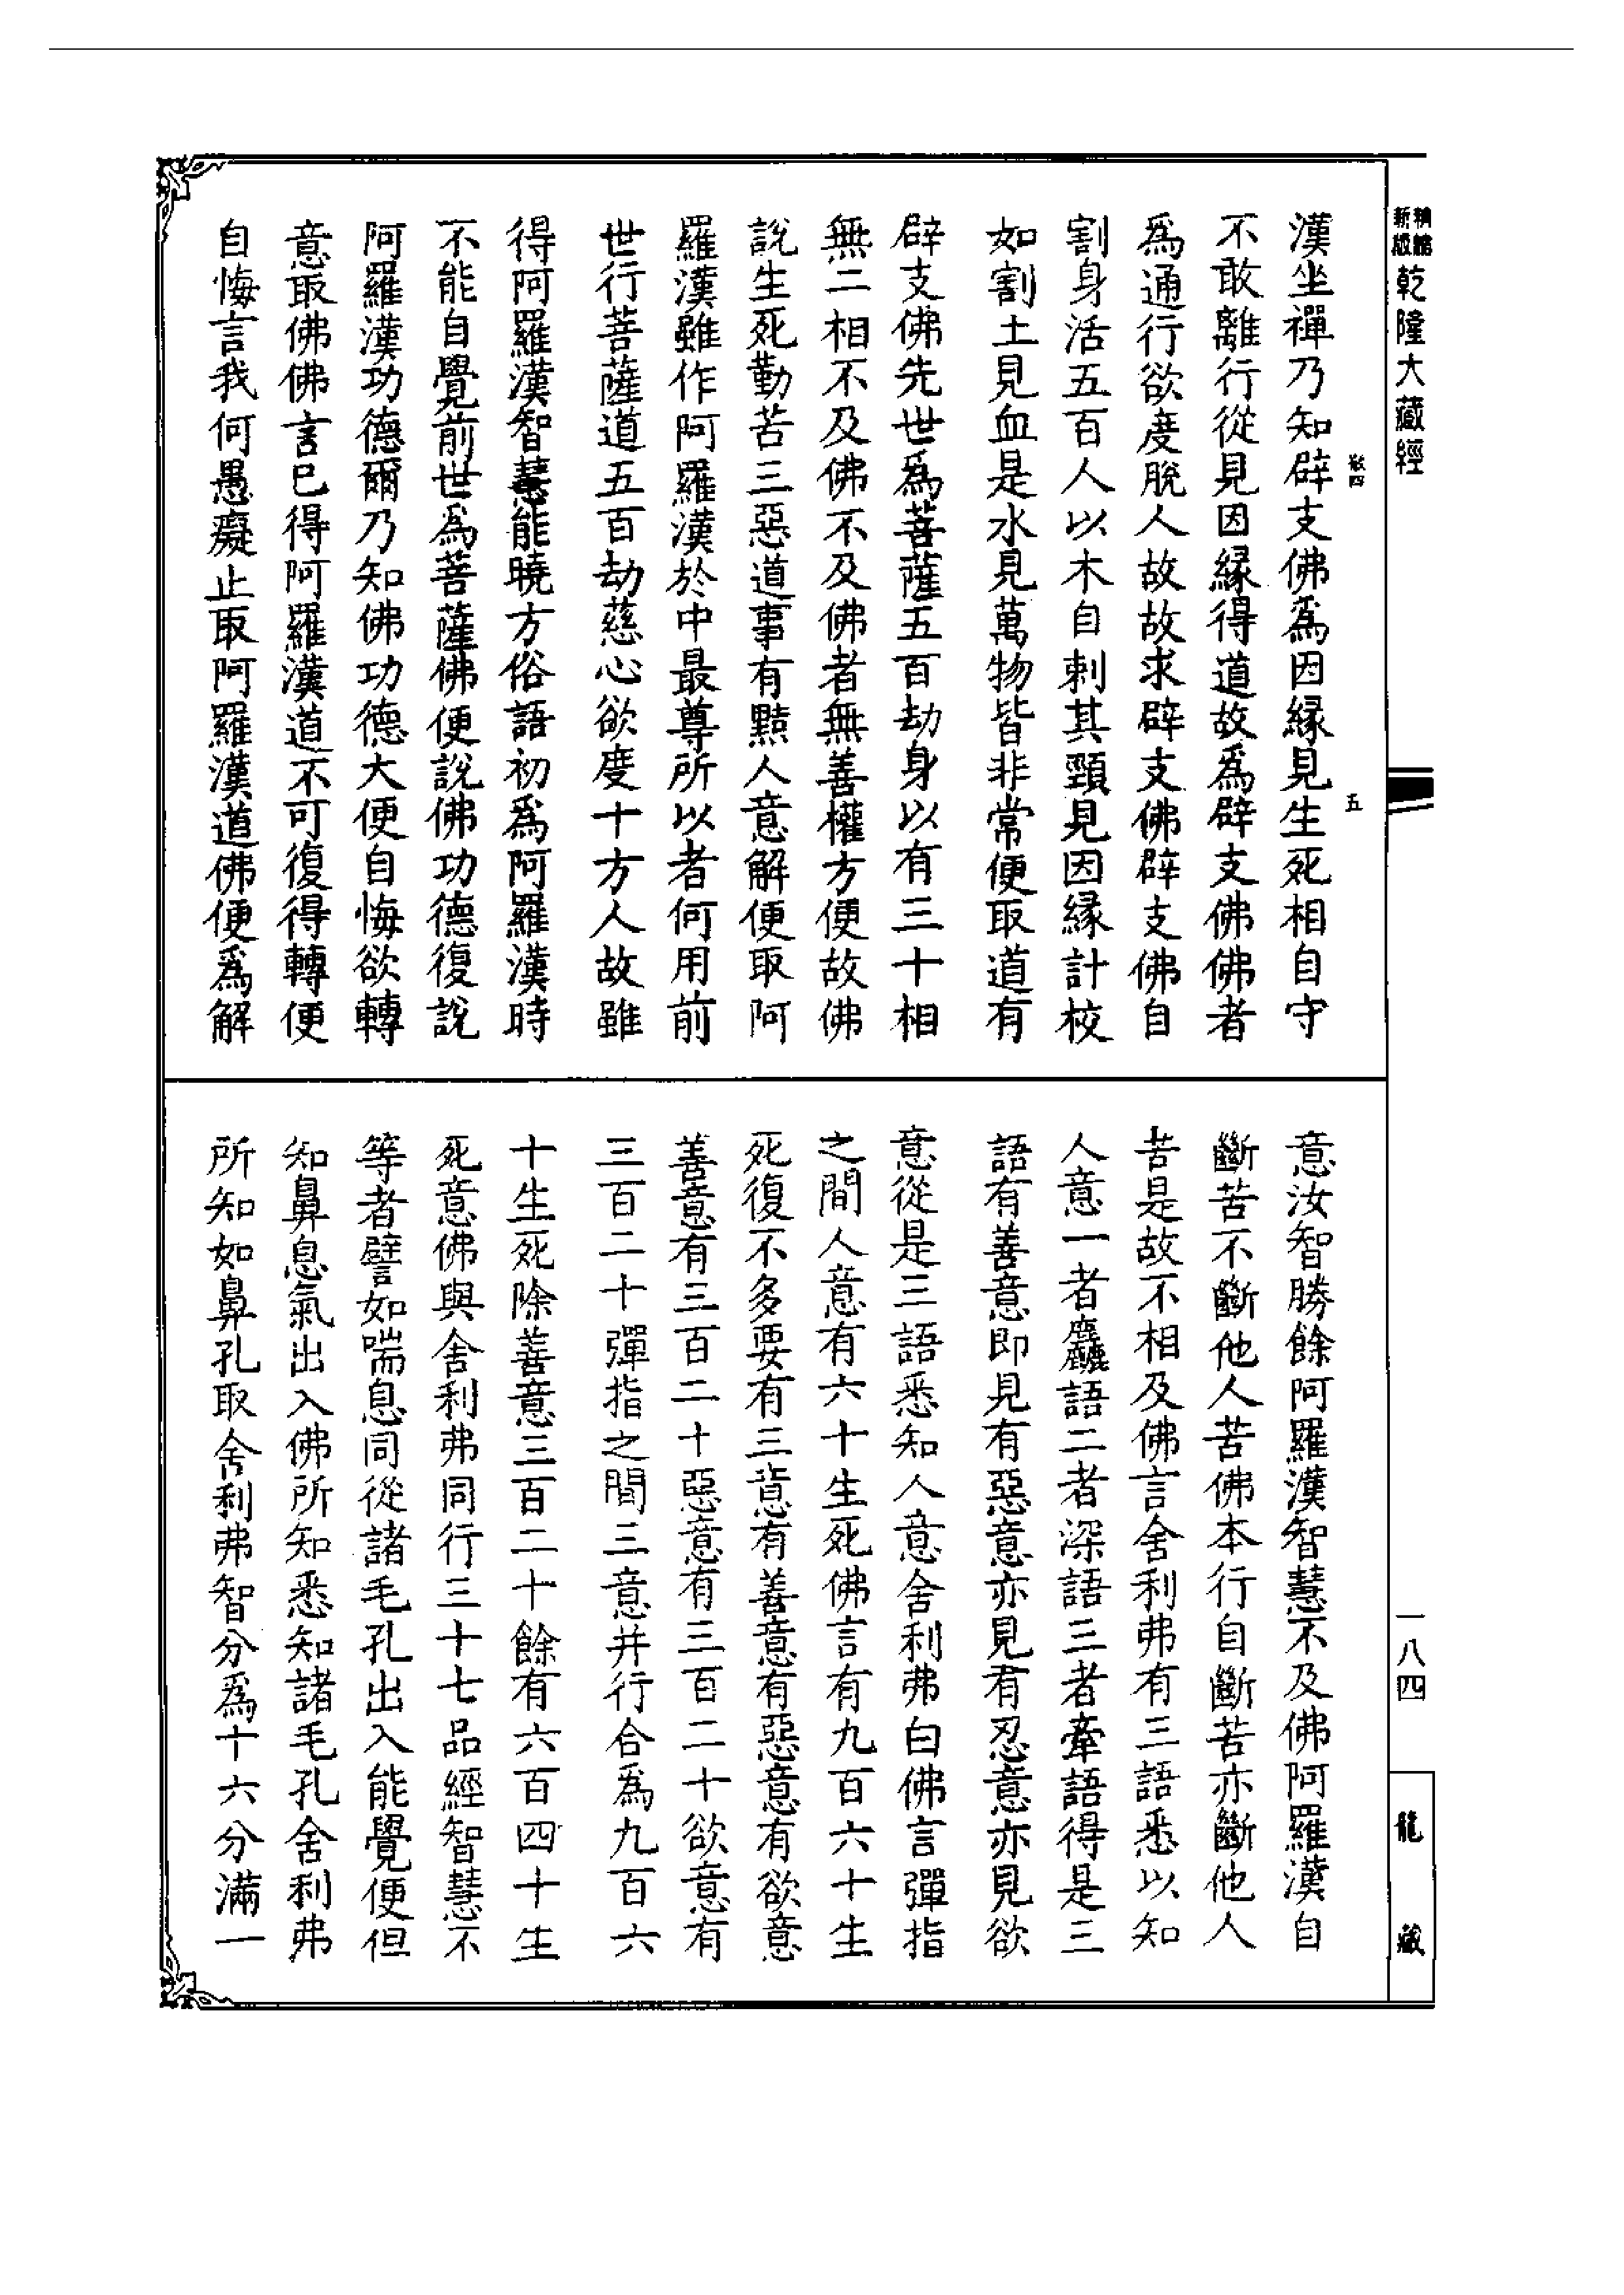 精繕新版乾隆大藏經
敬四
五
漢坐禪乃知辟支佛爲因緣見生死相自守
不敢離行從見因緣得道故爲辟支佛佛者
爲通行欲度脫人故故求辟支佛辟支佛自
割身活五百人以木自刺其頸見因緣計校
如割土見血是水見萬物皆非常便取道有
辟支佛先世爲菩薩五百劫身以有三十相
無二相不及佛不及佛者無善權方便故佛
說生死勤苦三惡道事有黠人意解便取阿
羅漢雖作阿羅漢於中最尊所以者何用前
世行菩薩道五百劫慈心欲度十方人故雖
得阿羅漢智慧能曉方俗語初爲阿羅漢時
不能自覺前世爲菩薩佛便說佛功德復說
阿羅漢功德爾乃知佛功德大便自悔欲轉
意取佛佛言已得阿羅漢道不可復得轉便
自悔言我何愚癡止取阿羅漢道佛便爲解
意汝智勝餘阿羅漢智慧不及佛阿羅漢自
斷苦不斷他人苦佛本行自斷苦亦斷他人
苦是故不相及佛言舍利弗有三語悉以知
人意一者麤語二者深語三者牽語得是三
語有善意即見有惡意亦見有忍意亦見欲
意從是三語悉知人意舍利弗曰佛言彈指
之間人意有六十生死佛言有九百六十生
死復不多要有三意有善意有惡意有欲意
善意有三百二十惡意有三百二十欲意有
三百二十彈指之間三意并行合爲九百六
十生死除善意三百二十餘有六百四十生
死意佛與舍利弗同行三十七品經智慧不
等者譬如喘息同從諸毛孔出入能覺便但
知鼻息氣出入佛所知悉知諸毛孔舍利弗
所知如鼻孔取舍利弗智分爲十六分滿一
一八四
龍藏